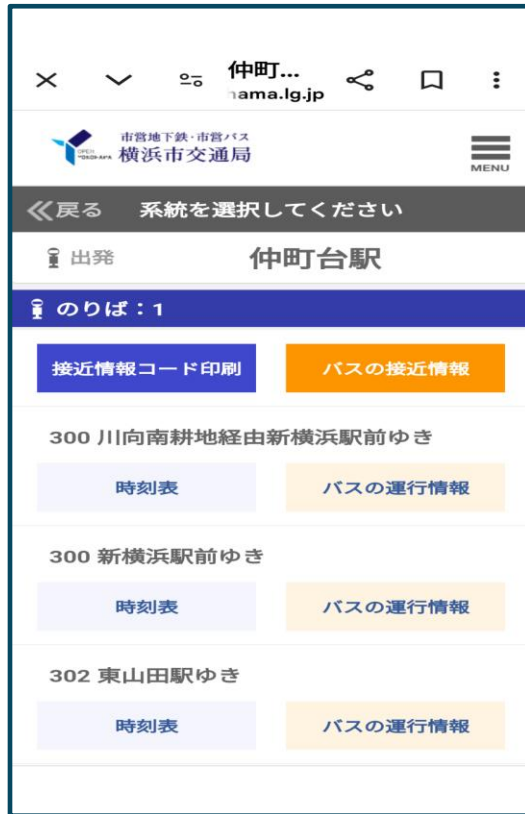 仲町...
ama.lg.jp
市営地下鉄・市営バス
OPEN YOKOHAMA
横浜市交通局
MENU
≪戻る 系統を選択してください
出発 仲町台駅
のりば：1
接近情報コード印刷 バスの接近情報
300 川向南耕地経由新横浜駅前ゆき
時刻表 バスの運行情報
300 新横浜駅前ゆき
時刻表 バスの運行情報
302 東山田駅ゆき
時刻表 バスの運行情報